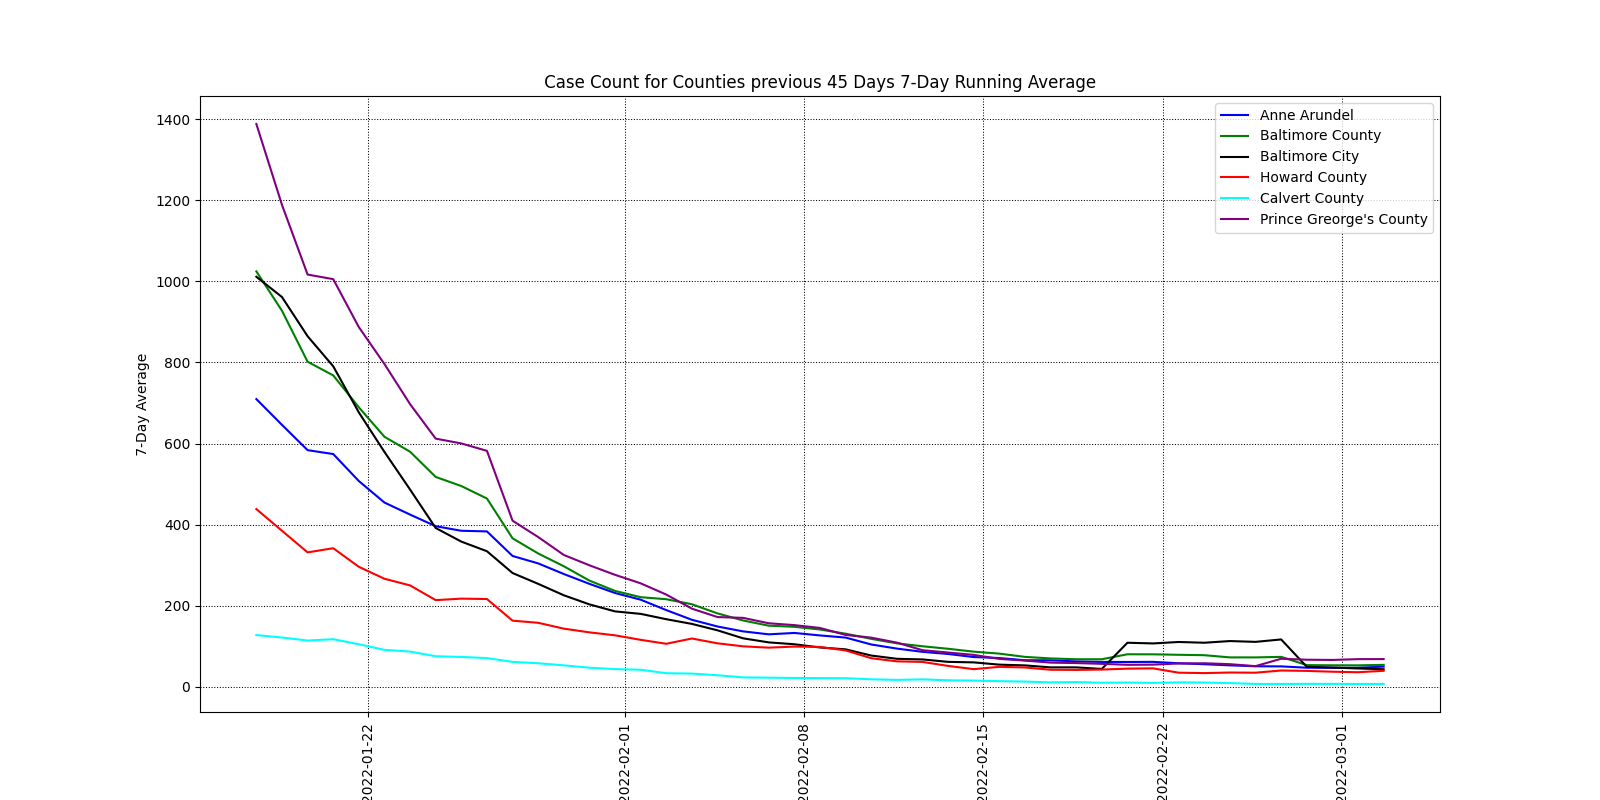 Case Count for Counties previous 45 Days 7-Day Running Average
Anne Arundel
Baltimore County
Baltimore City
Howard County
Calvert County
Prince Greorge's County
7-Day Average
1400
1200
1000
800
600
400
200
0
2022-01-22
2022-02-01
2022-02-08
2022-02-15
2022-02-22
2022-03-01